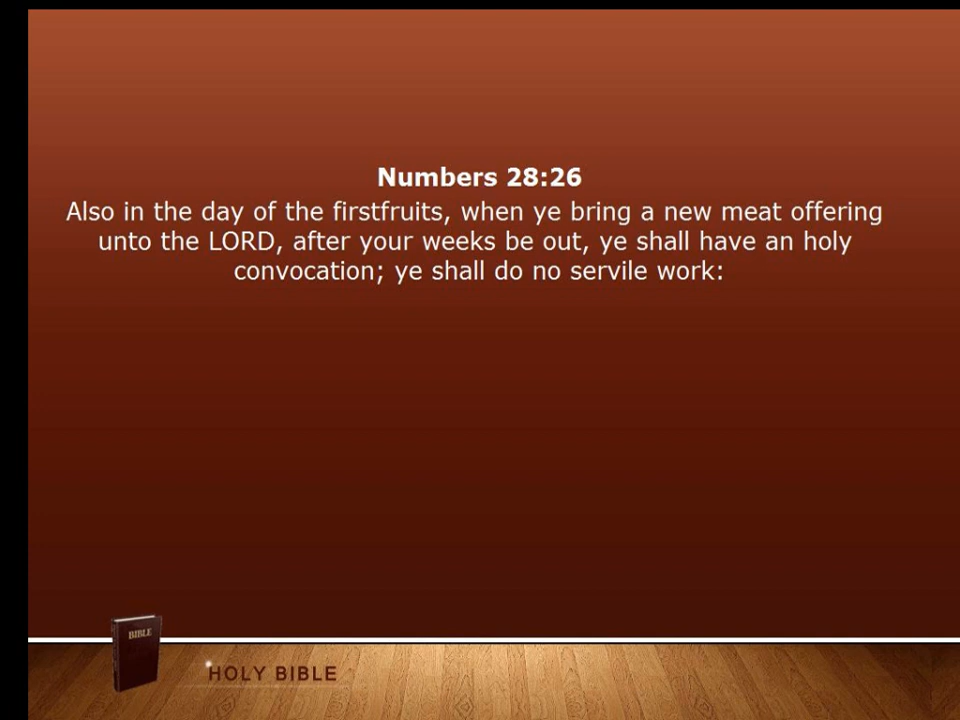 Numbers 28:26
Also in the day of the firstfruits, when ye bring a new meat offering
unto the LORD, after your weeks be out, ye shall have an holy
convocation; ye shall do no servile work:
BIBLE
HOLY BIBLE